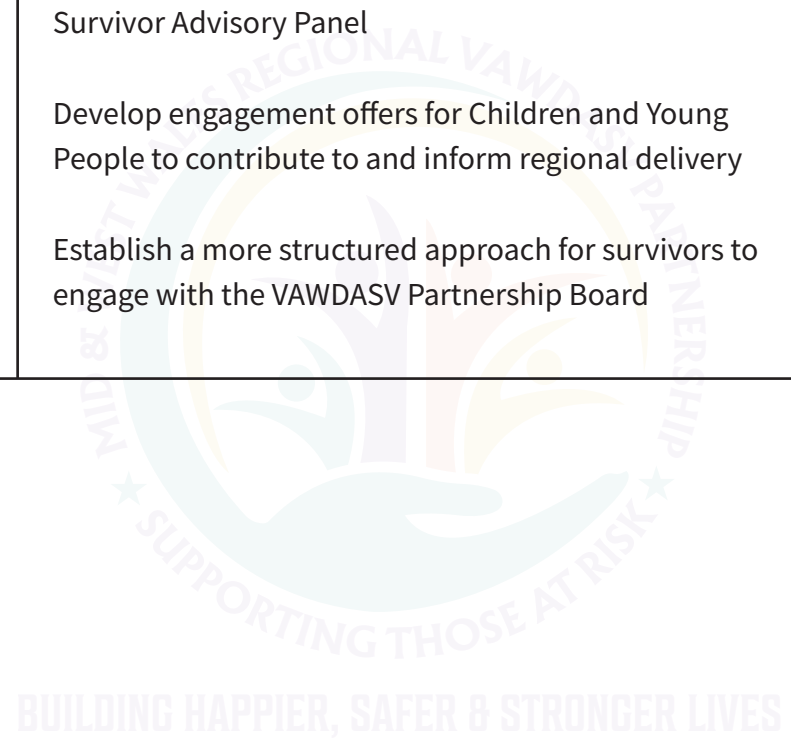 Survivor Advisory Panel
Develop engagement offers for Children and Young
People to contribute to and inform regional delivery
Establish a more structured approach for survivors to
engage with the VAWDASV Partnership Board
MID & WEST WALES REGIONAL VAWDASV PARTNERSHIP
SUPPORTING THOSE AT RISK
BUILDING HAPPIER, SAFER & STRONGER LIVES